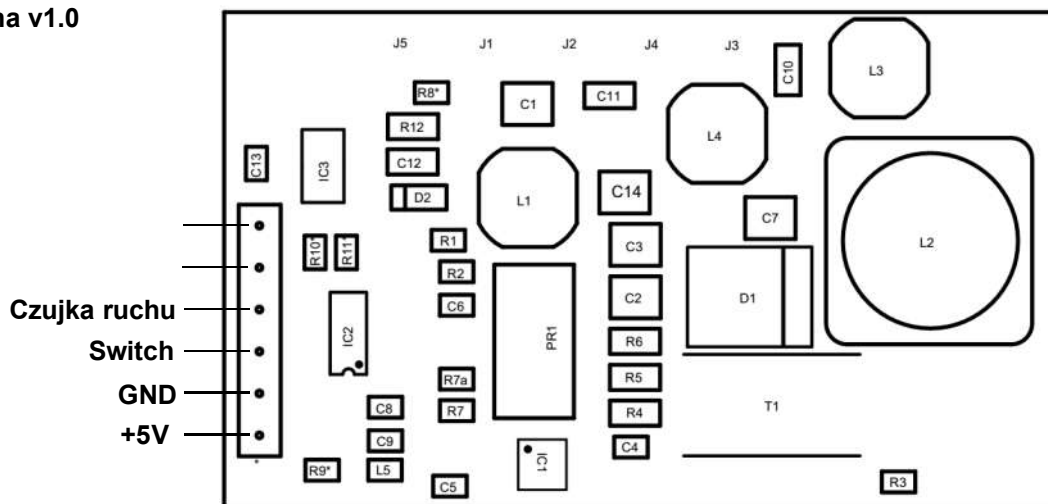 na v1.0
J5 J1 J2 J4 J3
C10
L3
R8*
C1
C11
R12
L4
C13
IC3
C12
D2
L1
C14
C7
L2
R10*
R11*
R1
C3
R2
C6
C2
D1
Czujka ruchu
IC2
PR1
R6
Switch
R7a
R5
GND
C8
R7
R4
T1
+5V
C9
C4
R9*
L5
C5
IC1
R3